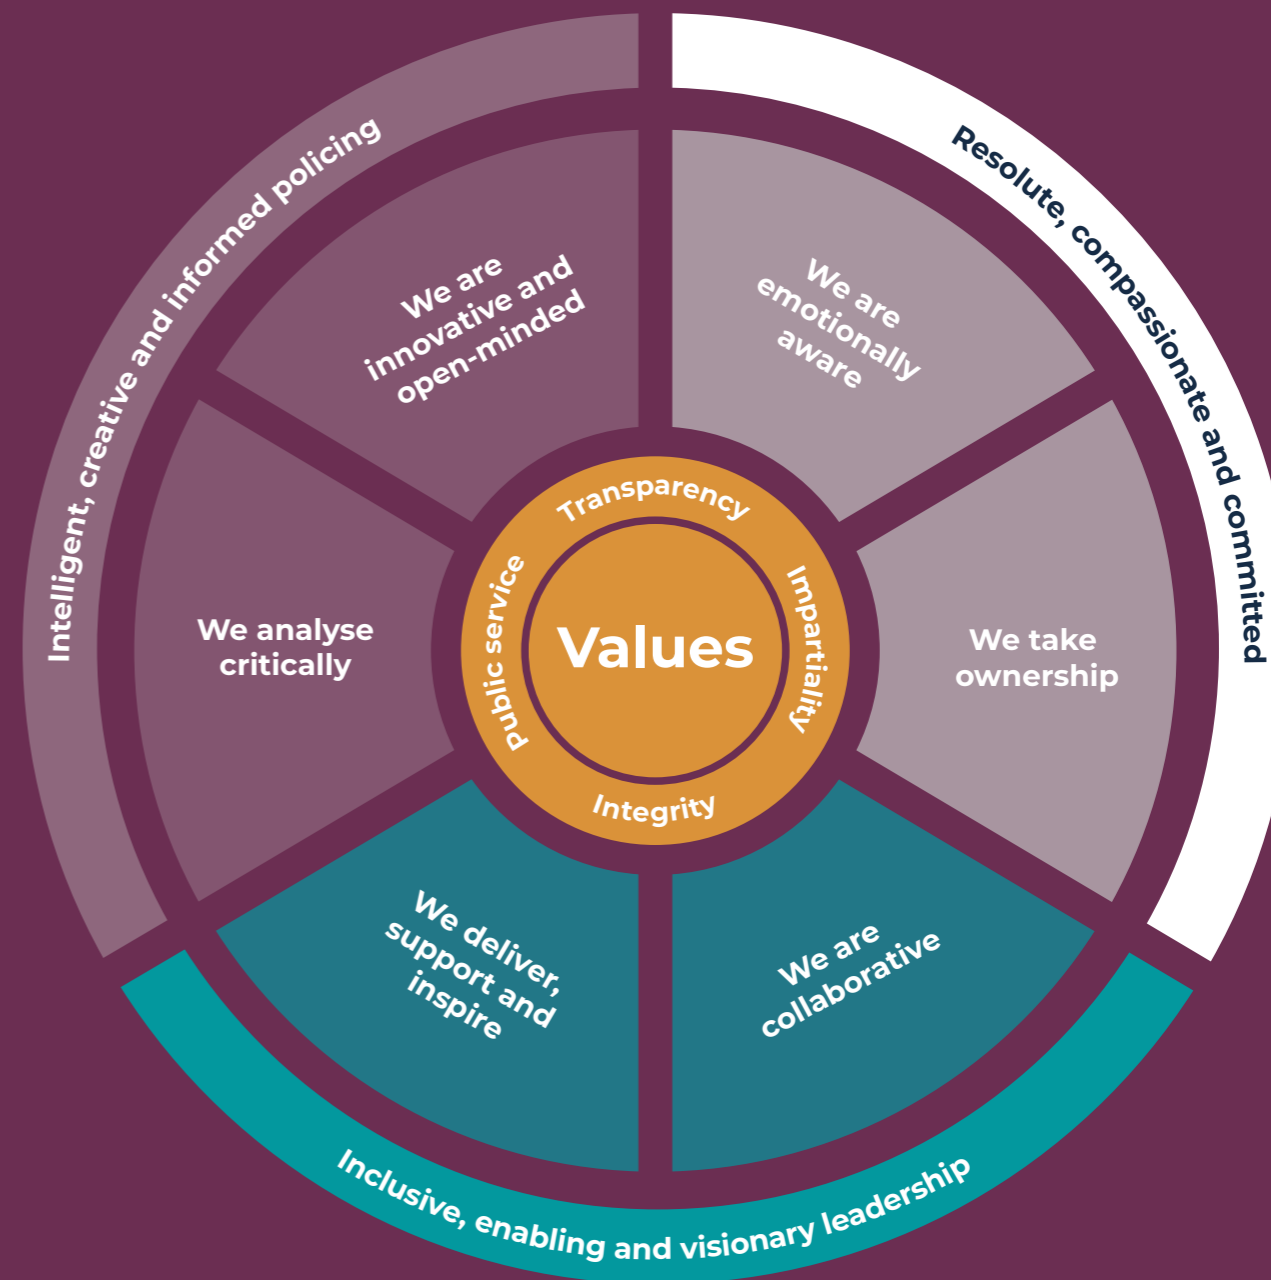 Intelligent, creative and informed policing
Resolute, compassionate and committed
We are
innovative and
open-minded
We are
emotionally
aware
We analyse
critically
We take
ownership
Transparency
Public service
Values
Impartiality
Integrity
We deliver,
support and
inspire
We are
collaborative
Inclusive, enabling and visionary leadership